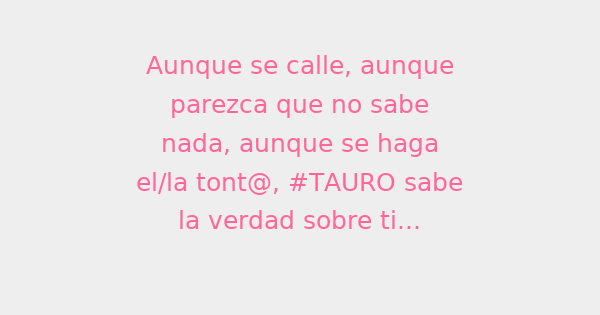 Aunque se calle, aunque
parezca que no sabe
nada, aunque se haga
el/la tont@, #TAURO sabe
la verdad sobre ti...